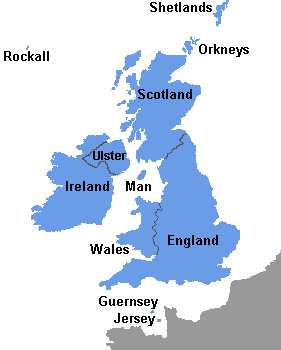 Shetlands
Orkneys
Rockall
Scotland
Ulster
Ireland
Man
England
Wales
Guernsey
Jersey